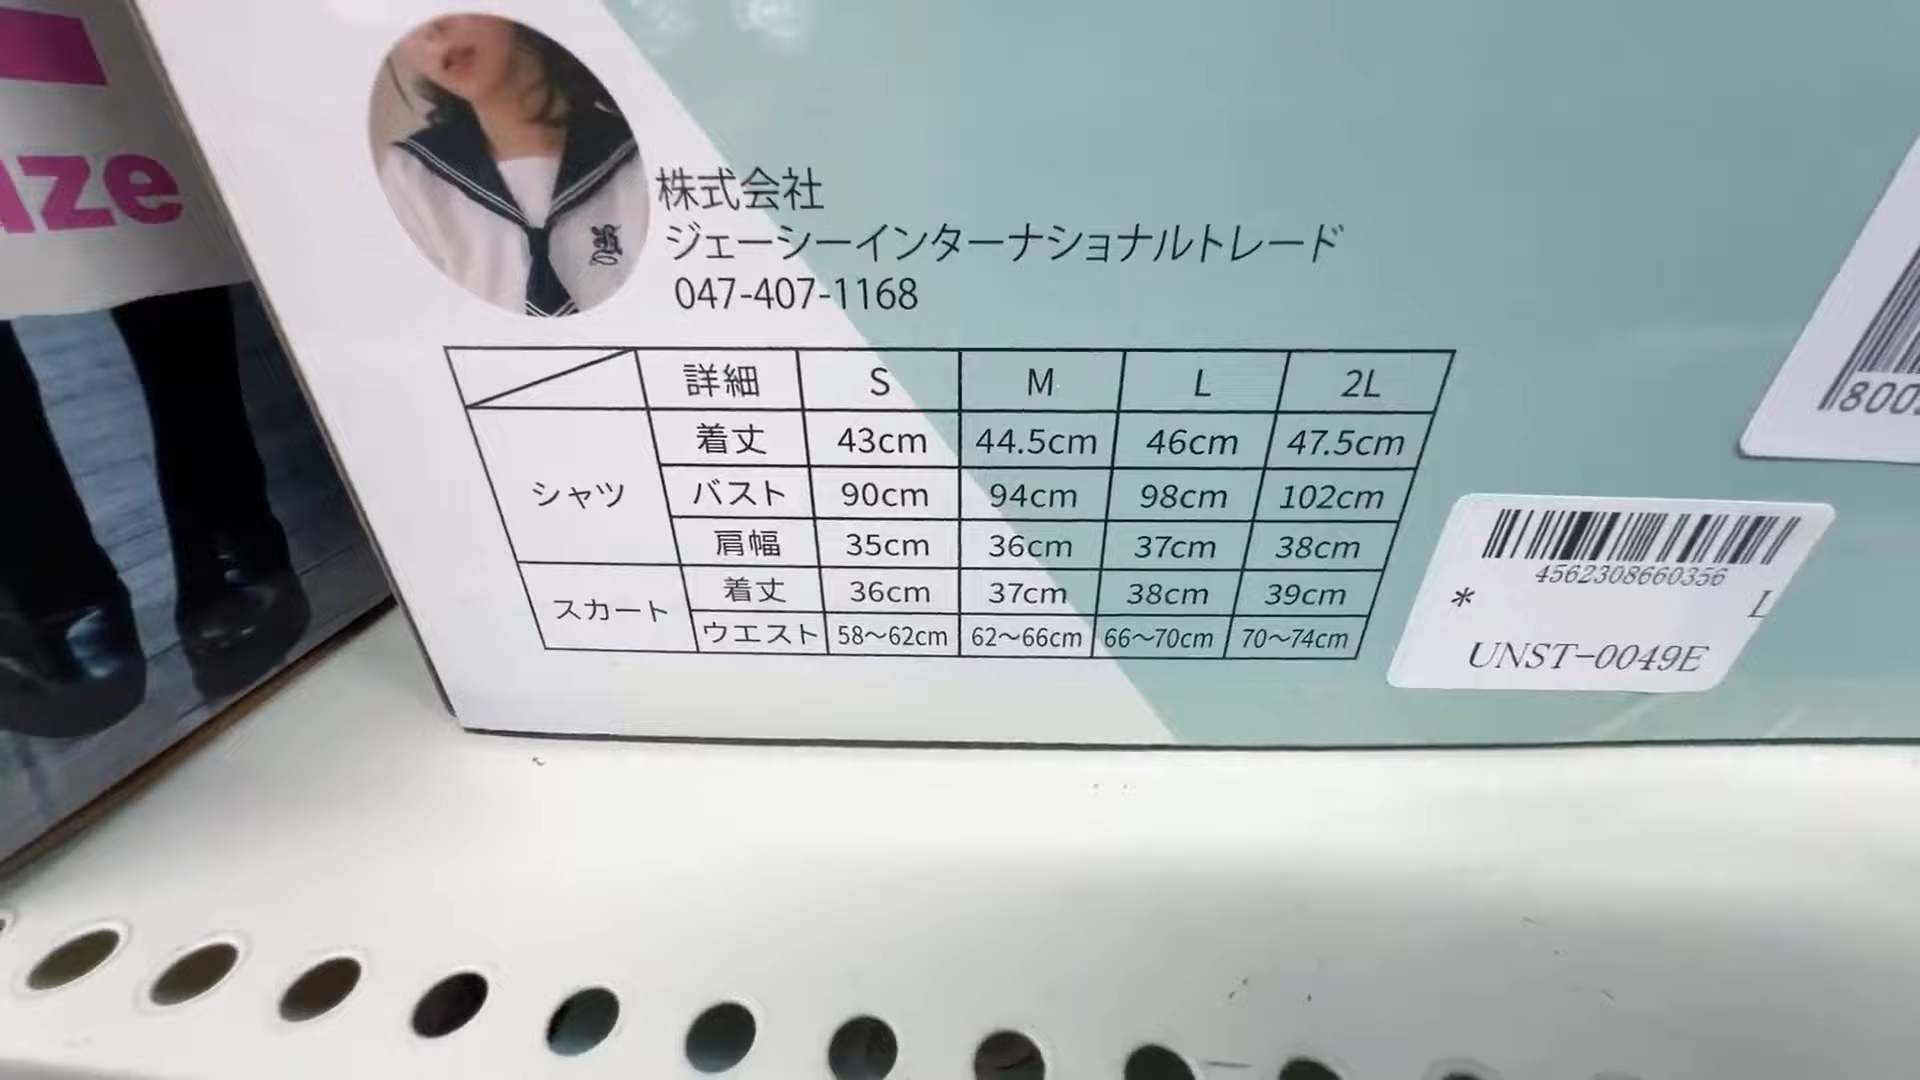 株式会社
ジェーシーインターナショナルトレード
047-407-1168
詳細 S M L 2L
シャツ 着丈 43cm 44.5cm 46cm 47.5cm
バスト 90cm 94cm 98cm 102cm
肩幅 35cm 36cm 37cm 38cm
スカート 着丈 36cm 37cm 38cm 39cm
ウエスト 58〜62cm 62〜66cm 66〜70cm 70〜74cm
4562308660356
* L
UNST-0049E